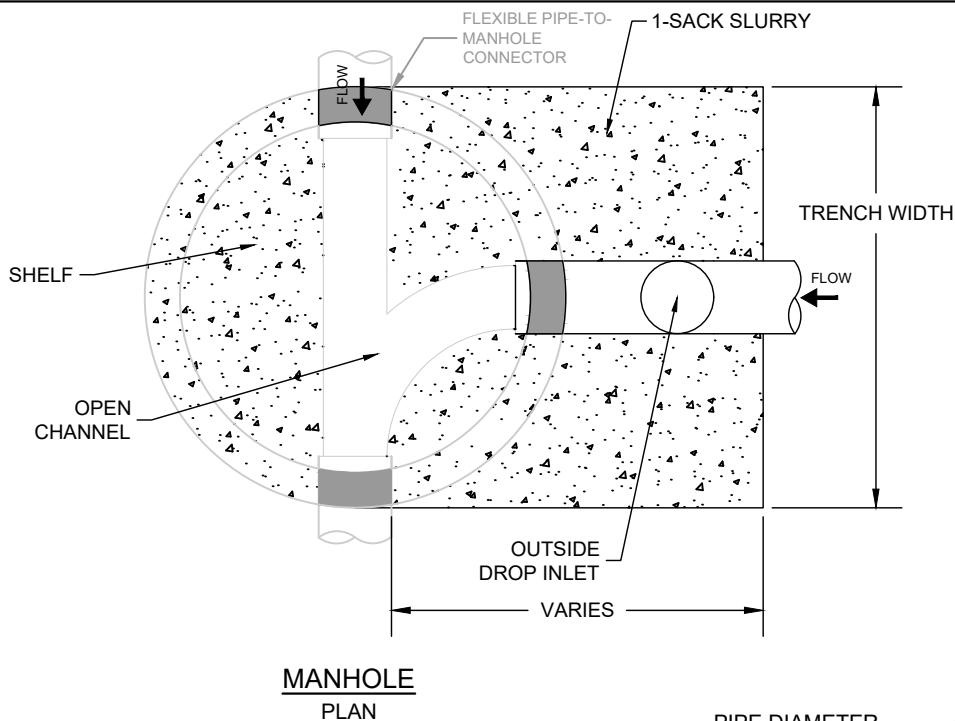 FLEXIBLE PIPE-TO-
MANHOLE
CONNECTOR
1-SACK SLURRY
FLOW
TRENCH WIDTH
SHELF
FLOW
OPEN
CHANNEL
OUTSIDE
DROP INLET
VARIES
MANHOLE
PLAN
PIPE DIAMETER